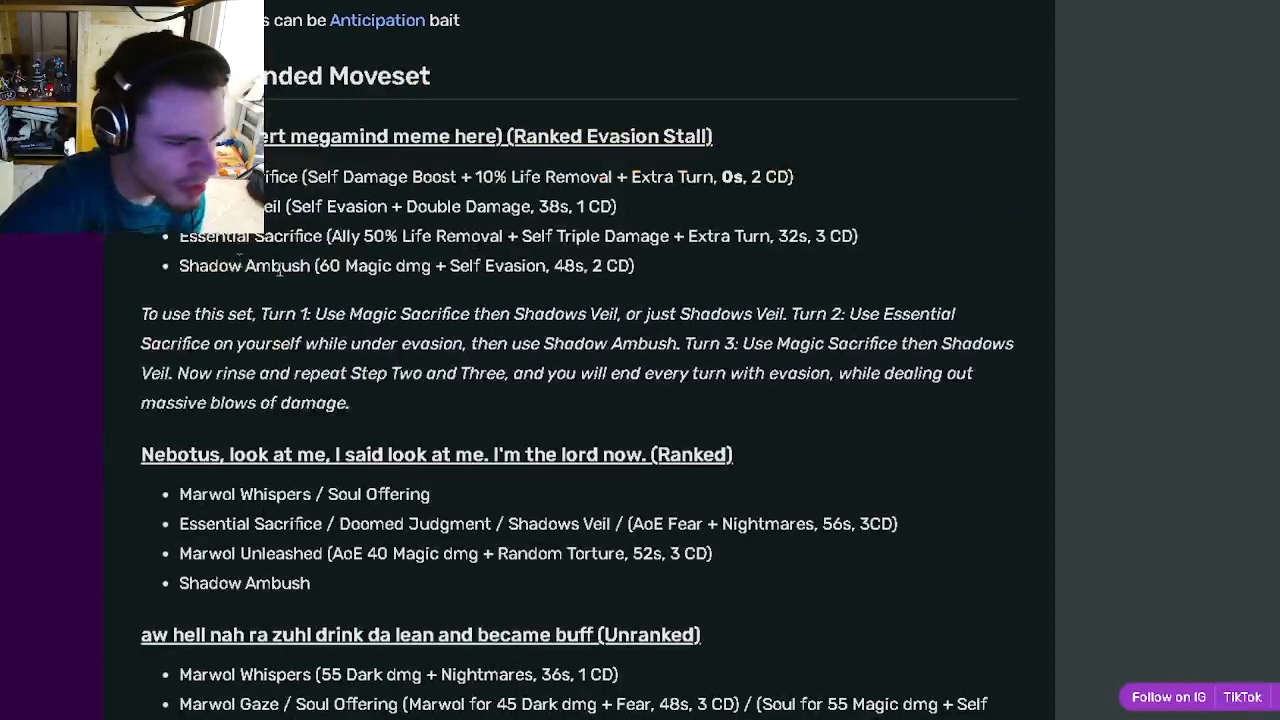 s can be Anticipation bait
nded Moveset
ert megamind meme here) (Ranked Evasion Stall)
ifice (Self Damage Boost + 10% Life Removal + Extra Turn, 0s, 2 CD)
eil (Self Evasion + Double Damage, 38s, 1 CD)
• Essential Sacrifice (Ally 50% Life Removal + Self Triple Damage + Extra Turn, 32s, 3 CD)
• Shadow Ambush (60 Magic dmg + Self Evasion, 48s, 2 CD)
To use this set, Turn 1: Use Magic Sacrifice then Shadows Veil, or just Shadows Veil. Turn 2: Use Essential
Sacrifice on yourself while under evasion, then use Shadow Ambush. Turn 3: Use Magic Sacrifice then Shadows
Veil. Now rinse and repeat Step Two and Three, and you will end every turn with evasion, while dealing out
massive blows of damage.
Nebotus, look at me, I said look at me. I'm the lord now. (Ranked)
• Marwol Whispers / Soul Offering
• Essential Sacrifice / Doomed Judgment / Shadows Veil / (AoE Fear + Nightmares, 56s, 3CD)
• Marwol Unleashed (AoE 40 Magic dmg + Random Torture, 52s, 3 CD)
• Shadow Ambush
aw hell nah ra zuhl drink da lean and became buff (Unranked)
• Marwol Whispers (55 Dark dmg + Nightmares, 36s, 1 CD)
• Marwol Gaze / Soul Offering (Marwol for 45 Dark dmg + Fear, 48s, 3 CD) / (Soul for 55 Magic dmg + Self
Follow on IG TikTok